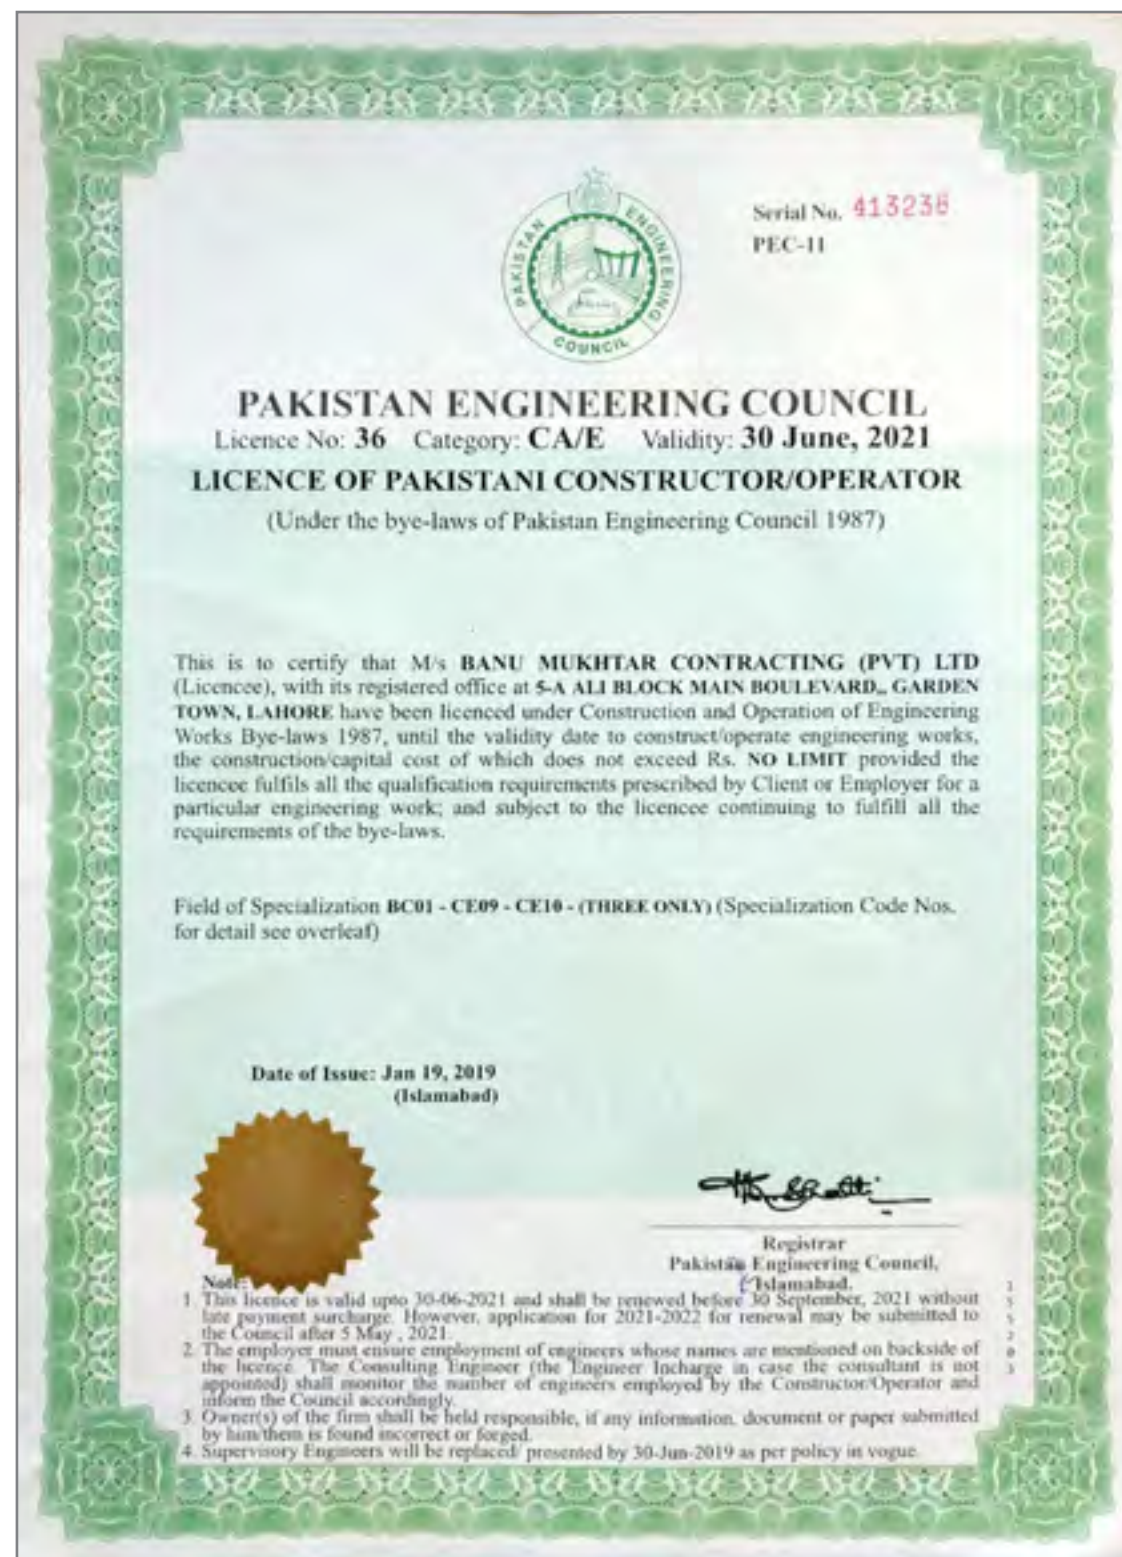 Serial No. 413238
PEC-11
PAKISTAN ENGINEERING
COUNCIL
PAKISTAN ENGINEERING COUNCIL
Licence No: 36 Category: CA/E Validity: 30 June, 2021
LICENCE OF PAKISTANI CONSTRUCTOR/OPERATOR
(Under the bye-laws of Pakistan Engineering Council 1987)
This is to certify that M/s BANU MUKHTAR CONTRACTING (PVT) LTD
(Licencee), with its registered office at 5-A ALI BLOCK MAIN BOULEVARD,, GARDEN
TOWN, LAHORE have been licenced under Construction and Operation of Engineering
Works Bye-laws 1987, until the validity date to construct/operate engineering works,
the construction/capital cost of which does not exceed Rs. NO LIMIT provided the
licencee fulfils all the qualification requirements prescribed by Client or Employer for a
particular engineering work; and subject to the licencee continuing to fulfill all the
requirements of the bye-laws.
Field of Specialization BC01 - CE09 - CE10 - (THREE ONLY) (Specialization Code Nos.
for detail see overleaf)
Date of Issue: Jan 19, 2019
(Islamabad)
Registrar
Pakistan Engineering Council,
Islamabad.
Note:
1. This licence is valid upto 30-06-2021 and shall be renewed before 30 September, 2021 without
late payment surcharge. However, application for 2021-2022 for renewal may be submitted to
the Council after 5 May , 2021.
2. The employer must ensure employment of engineers whose names are mentioned on backside of
the licence. The Consulting Engineer (the Engineer Incharge in case the consultant is not
appointed) shall monitor the number of engineers employed by the Constructor/Operator and
inform the Council accordingly.
3. Owner(s) of the firm shall be held responsible, if any information, document or paper submitted
by him/them is found incorrect or forged.
4. Supervisory Engineers will be replaced/ presented by 30-Jun-2019 as per policy in vogue.